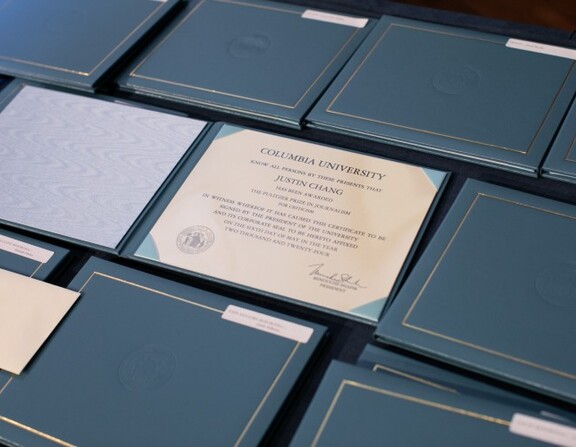 COLUMBIA UNIVERSITY
KNOW ALL PERSONS BY THESE PRESENTS THAT
JUSTIN CHANG
HAS BEEN AWARDED
THE PULITZER PRIZE IN JOURNALISM
FOR CRITICISM
IN WITNESS WHEREOF IT HAS CAUSED THIS CERTIFICATE TO BE
SIGNED BY THE PRESIDENT OF THE UNIVERSITY
AND ITS CORPORATE SEAL TO BE HERETO AFFIXED
ON THE SIXTH DAY OF MAY IN THE YEAR
TWO THOUSAND AND TWENTY-FOUR
PRESIDENT